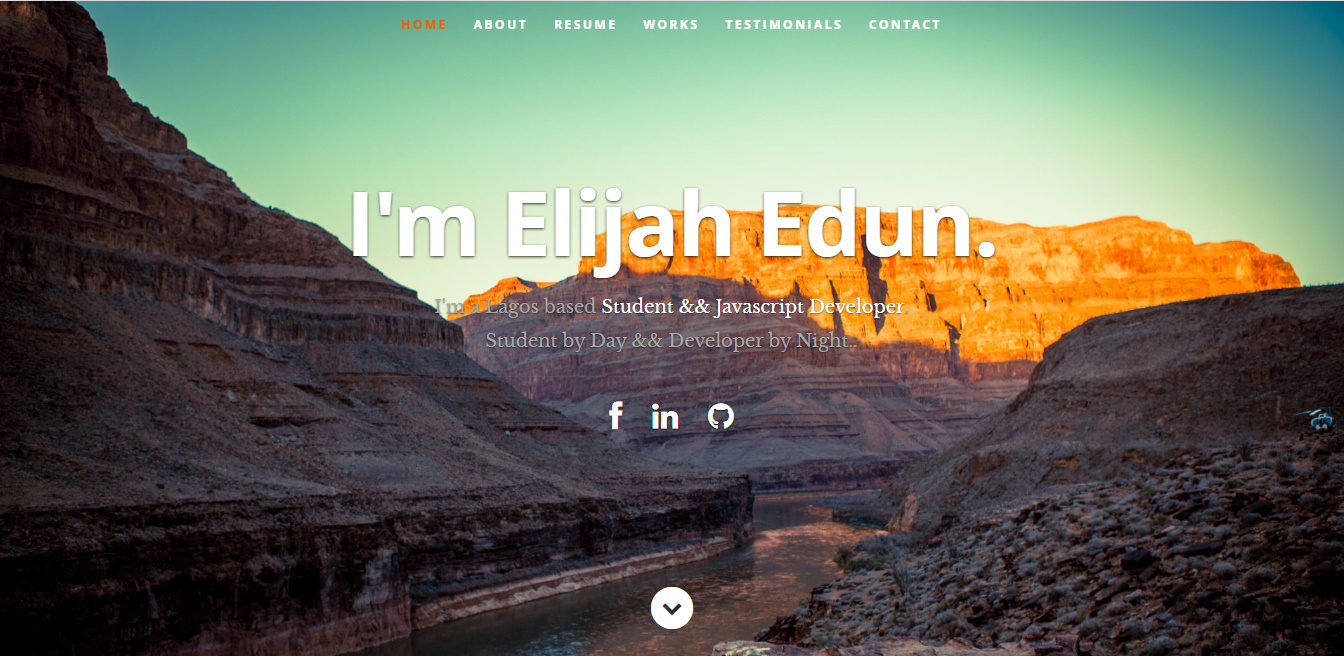 HOME ABOUT RESUME WORKS TESTIMONIALS CONTACT
I'm Elijah Edun.
I'm a Lagos based Student && Javascript Developer
Student by Day && Developer by Night..